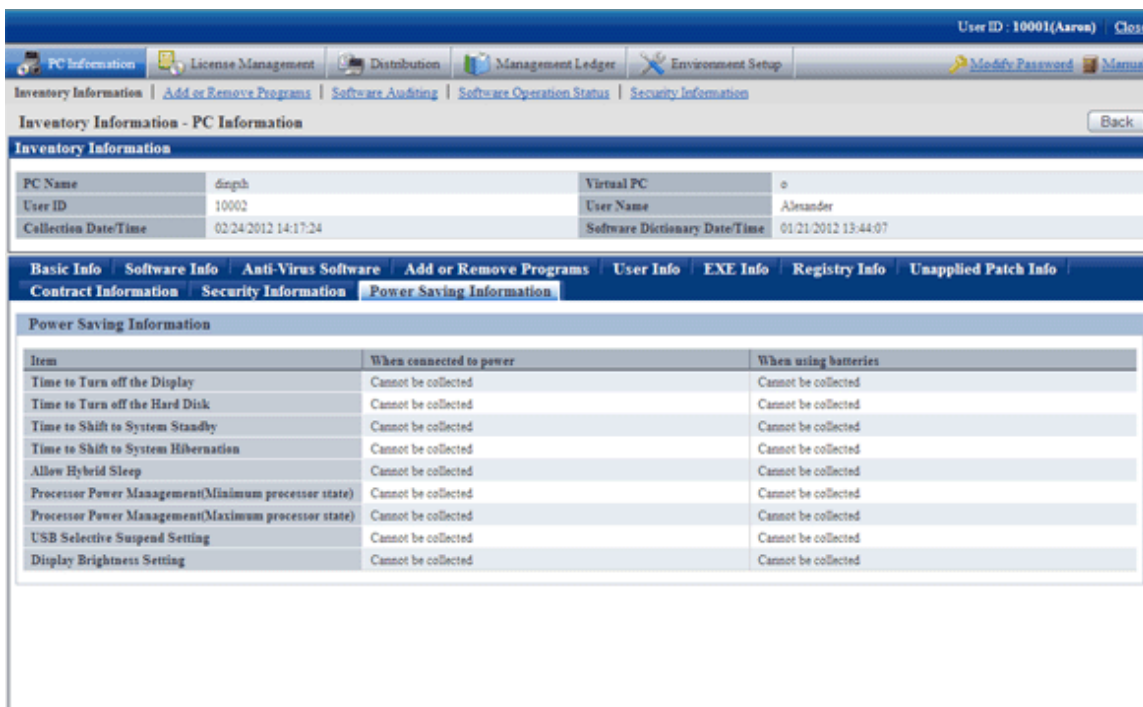 User ID : 10001(Aaron) Clos
PC Information License Management Distribution Management Ledger Environment Setup Modify Password Manua
Inventory Information | Add or Remove Programs | Software Auditing | Software Operation Status | Security Information
Inventory Information - PC Information Back
Inventory Information
PC Name dingsh Virtual PC o
User ID 10002 User Name Alexander
Collection Date/Time 02/24/2012 14:17:24 Software Dictionary Date/Time 01/21/2012 13:44:07
Basic Info Software Info Anti-Virus Software Add or Remove Programs User Info EXE Info Registry Info Unapplied Patch Info
Contract Information Security Information Power Saving Information
Power Saving Information
Item When connected to power When using batteries
Time to Turn off the Display Cannot be collected Cannot be collected
Time to Turn off the Hard Disk Cannot be collected Cannot be collected
Time to Shift to System Standby Cannot be collected Cannot be collected
Time to Shift to System Hibernation Cannot be collected Cannot be collected
Allow Hybrid Sleep Cannot be collected Cannot be collected
Processor Power Management(Minimum processor state) Cannot be collected Cannot be collected
Processor Power Management(Maximum processor state) Cannot be collected Cannot be collected
USB Selective Suspend Setting Cannot be collected Cannot be collected
Display Brightness Setting Cannot be collected Cannot be collected